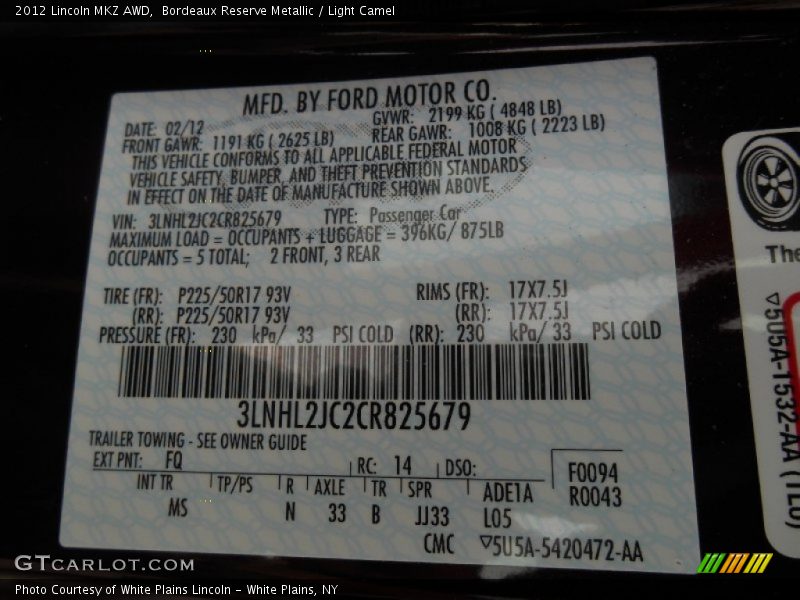 2012 Lincoln MKZ AWD,  Bordeaux Reserve Metallic / Light Camel
MFD. BY FORD MOTOR CO.
DATE: 02/12 GVWR: 2199 KG ( 4848 LB)
FRONT GAWR: 1191 KG ( 2625 LB) REAR GAWR: 1008 KG ( 2223 LB)
THIS VEHICLE CONFORMS TO ALL APPLICABLE FEDERAL MOTOR
VEHICLE SAFETY, BUMPER, AND THEFT PREVENTION STANDARDS
IN EFFECT ON THE DATE OF MANUFACTURE SHOWN ABOVE.
VIN: 3LNHL2JC2CR825679 TYPE: Passenger Car
MAXIMUM LOAD = OCCUPANTS + LUGGAGE = 396KG/ 875LB
OCCUPANTS = 5 TOTAL; 2 FRONT, 3 REAR
TIRE (FR): P225/50R17 93V RIMS (FR): 17X7.5J
(RR): P225/50R17 93V (RR): 17X7.5J
PRESSURE (FR): 230 kPa/ 33 PSI COLD (RR): 230 kPa/ 33 PSI COLD
3LNHL2JC2CR825679
TRAILER TOWING - SEE OWNER GUIDE
EXT PNT: FQ RC: 14 DSO: F0094
INT TR TP/PS R AXLE TR SPR ADE1A R0043
MS N 33 B JJ33 L05
CMC ▽5U5A-5420472-AA
The
▽5U5A-1532-AA (TL0)
GTCARLOT.COM
Photo Courtesy of White Plains Lincoln - White Plains, NY